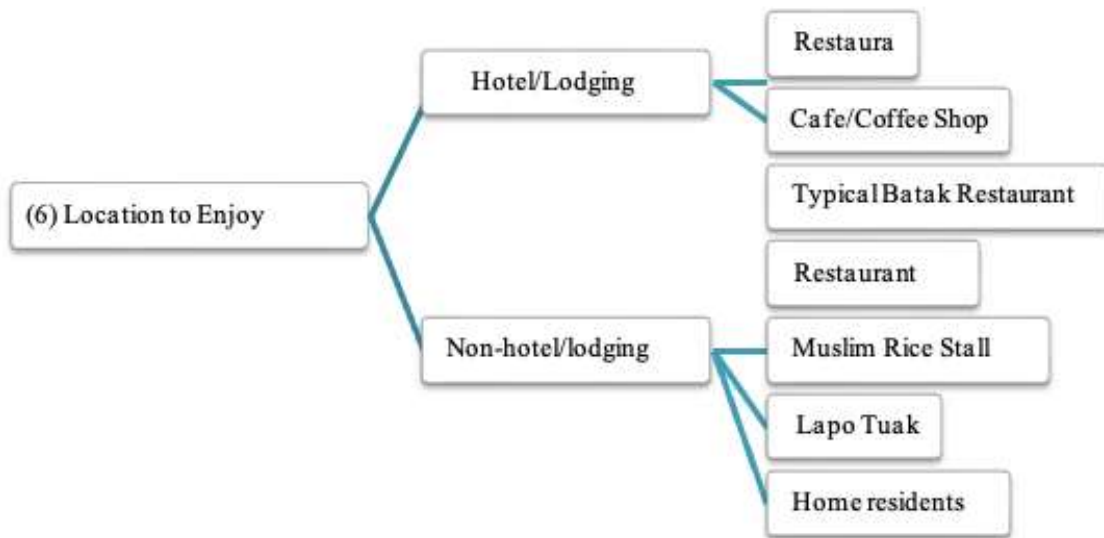 (6) Location to Enjoy
Hotel/Lodging
Restaura
Cafe/Coffee Shop
Non-hotel/lodging
Typical Batak Restaurant
Restaurant
Muslim Rice Stall
Lapo Tuak
Home residents